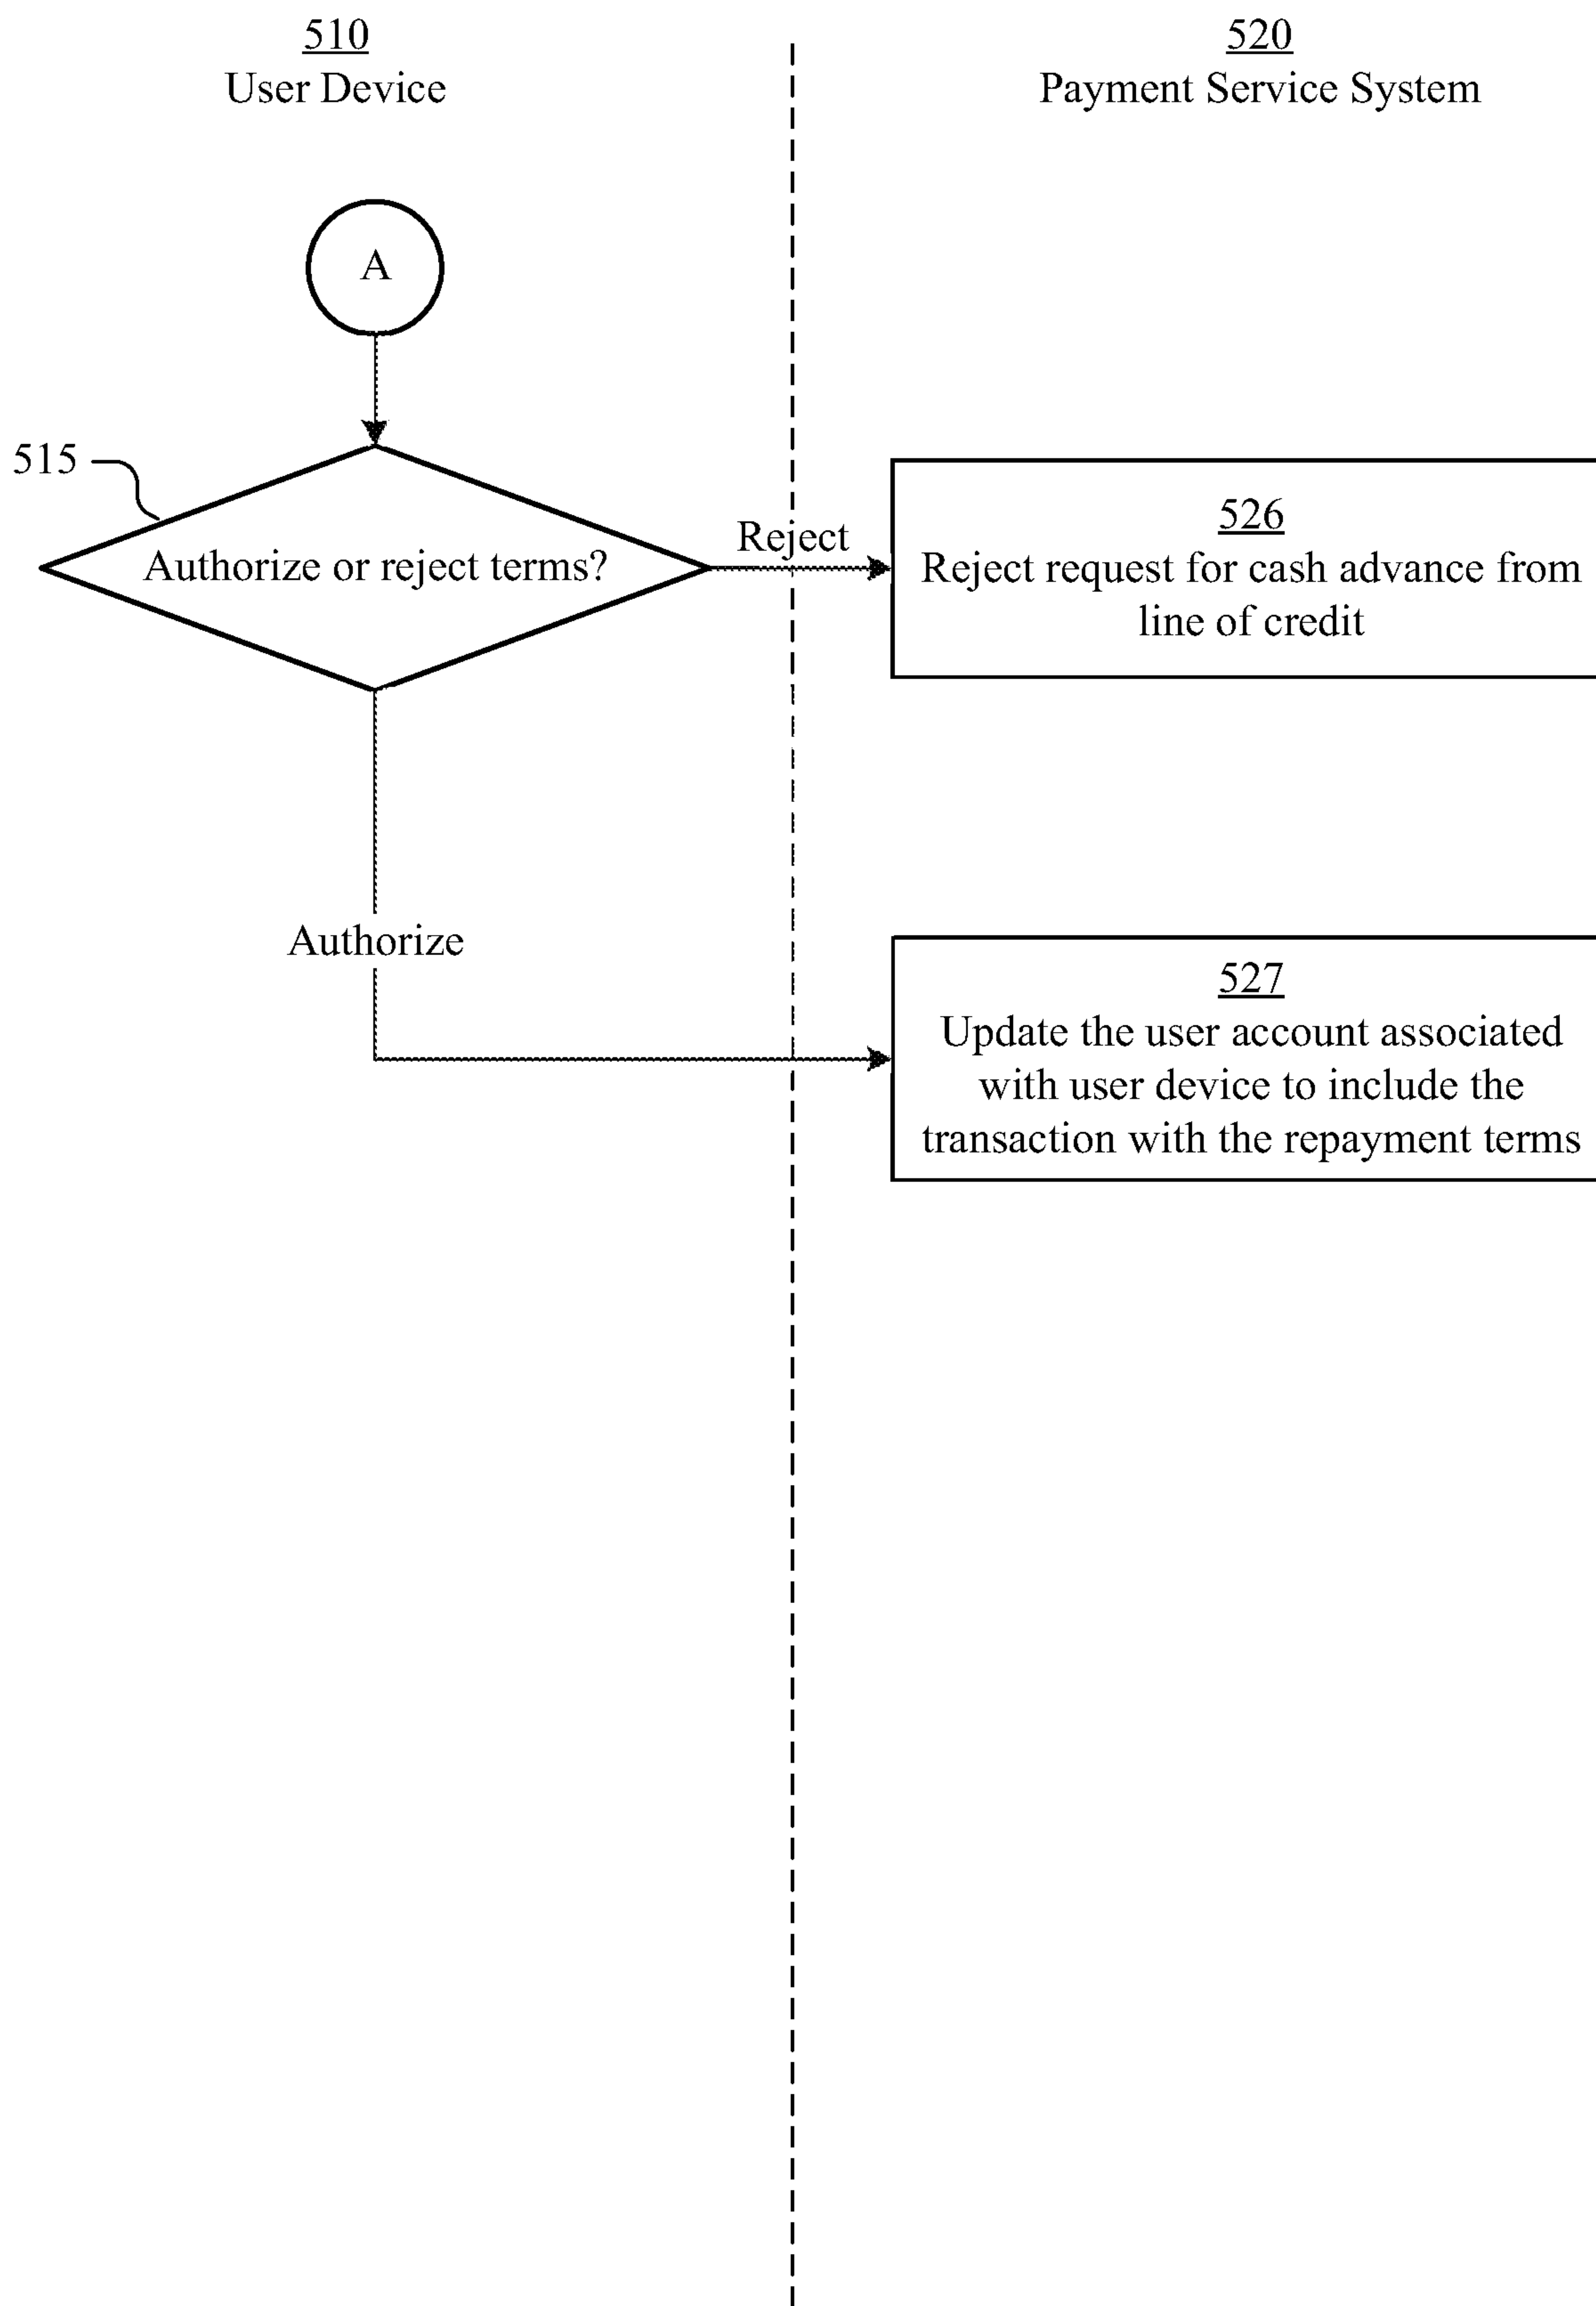 510
User Device
520
Payment Service System
A
515
Authorize or reject terms?
Reject
526
Reject request for cash advance from
line of credit
Authorize
527
Update the user account associated
with user device to include the
transaction with the repayment terms